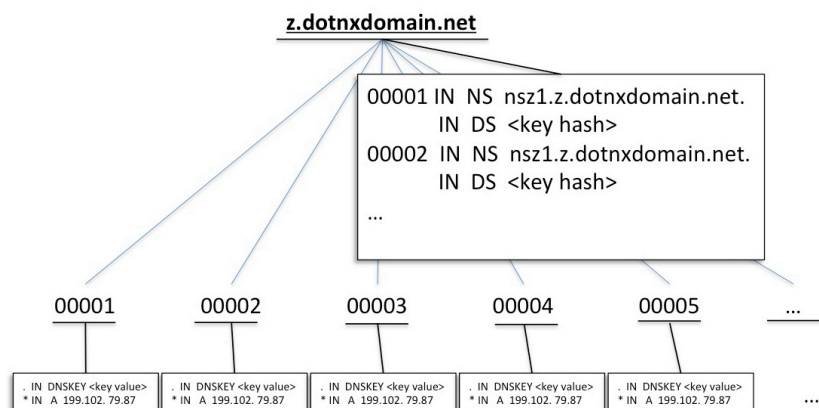 z.dotnxdomain.net
00001 IN NS nsz1.z.dotnxdomain.net.
IN DS <key hash>
00002 IN NS nsz1.z.dotnxdomain.net.
IN DS <key hash>
...
00001
00002
00003
00004
00005
...
. IN DNSKEY <key value>
* IN A 199.102. 79.87
. IN DNSKEY <key value>
* IN A 199.102. 79.87
. IN DNSKEY <key value>
* IN A 199.102. 79.87
. IN DNSKEY <key value>
* IN A 199.102. 79.87
. IN DNSKEY <key value>
* IN A 199.102. 79.87
...